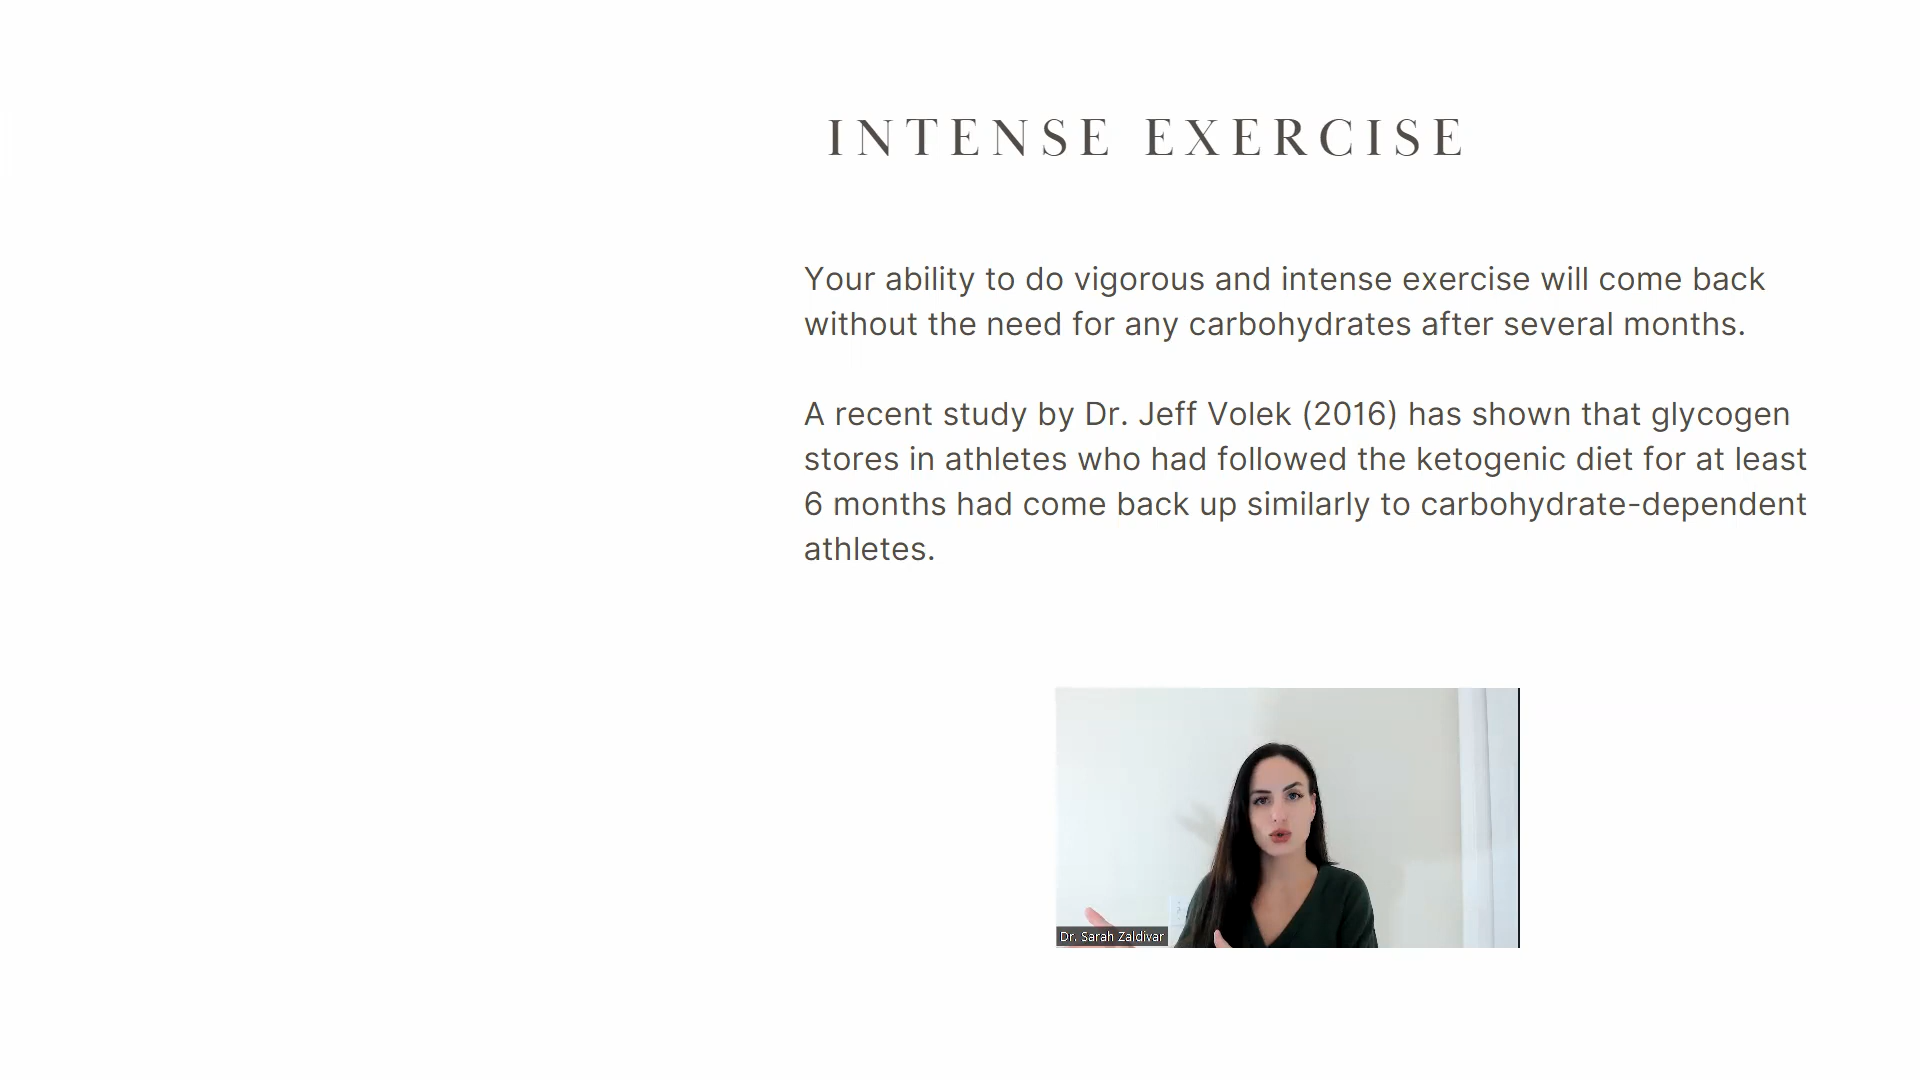 INTENSE EXERCISE
Your ability to do vigorous and intense exercise will come back
without the need for any carbohydrates after several months.
A recent study by Dr. Jeff Volek (2016) has shown that glycogen
stores in athletes who had followed the ketogenic diet for at least
6 months had come back up similarly to carbohydrate-dependent
athletes.
Dr. Sarah Zaldivar